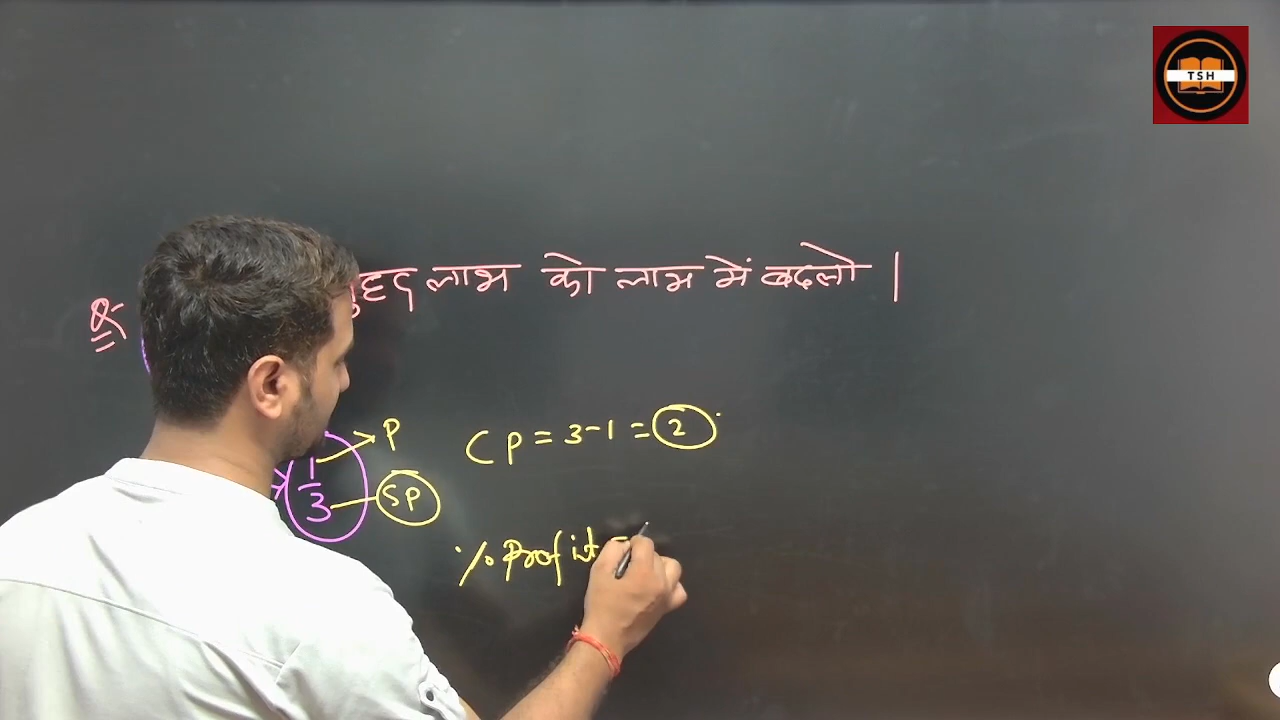 TSH
Q. लाभ को लाभ में बदलो |
1/3 → P
SP
CP = 3-1 = 2
% Profit =